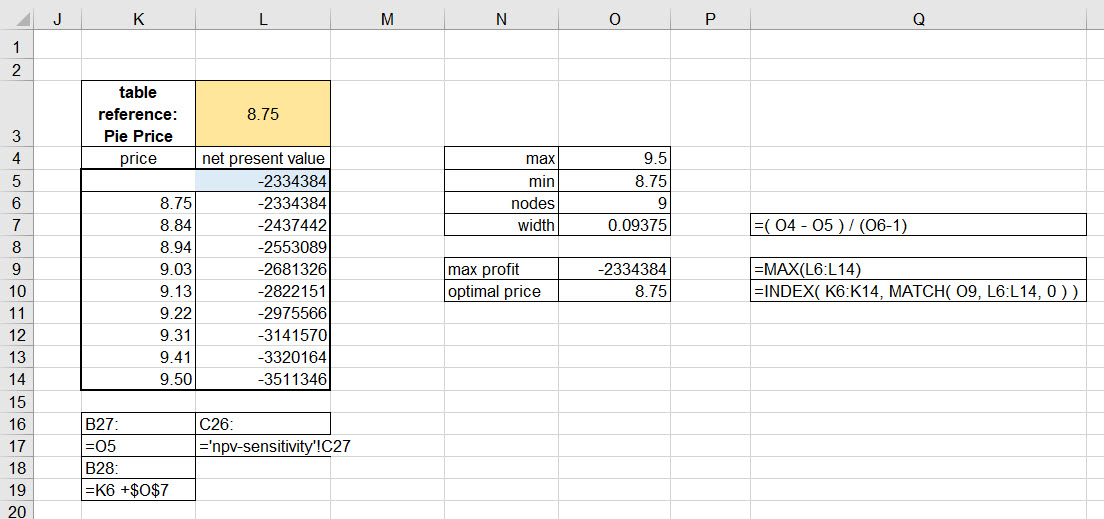 J K L M N O P Q
1
2
3 table reference: Pie Price 8.75
4 price net present value max 9.5
5 -2334384 min 8.75
6 8.75 -2334384 nodes 9
7 8.84 -2437442 width 0.09375 =( O4 - O5 ) / (O6-1)
8 8.94 -2553089
9 9.03 -2681326 max profit -2334384 =MAX(L6:L14)
10 9.13 -2822151 optimal price 8.75 =INDEX( K6:K14, MATCH( O9, L6:L14, 0 ) )
11 9.22 -2975566
12 9.31 -3141570
13 9.41 -3320164
14 9.50 -3511346
15
16 B27: C26:
17 =O5 ='npv-sensitivity'!C27
18 B28:
19 =K6 +$O$7
20